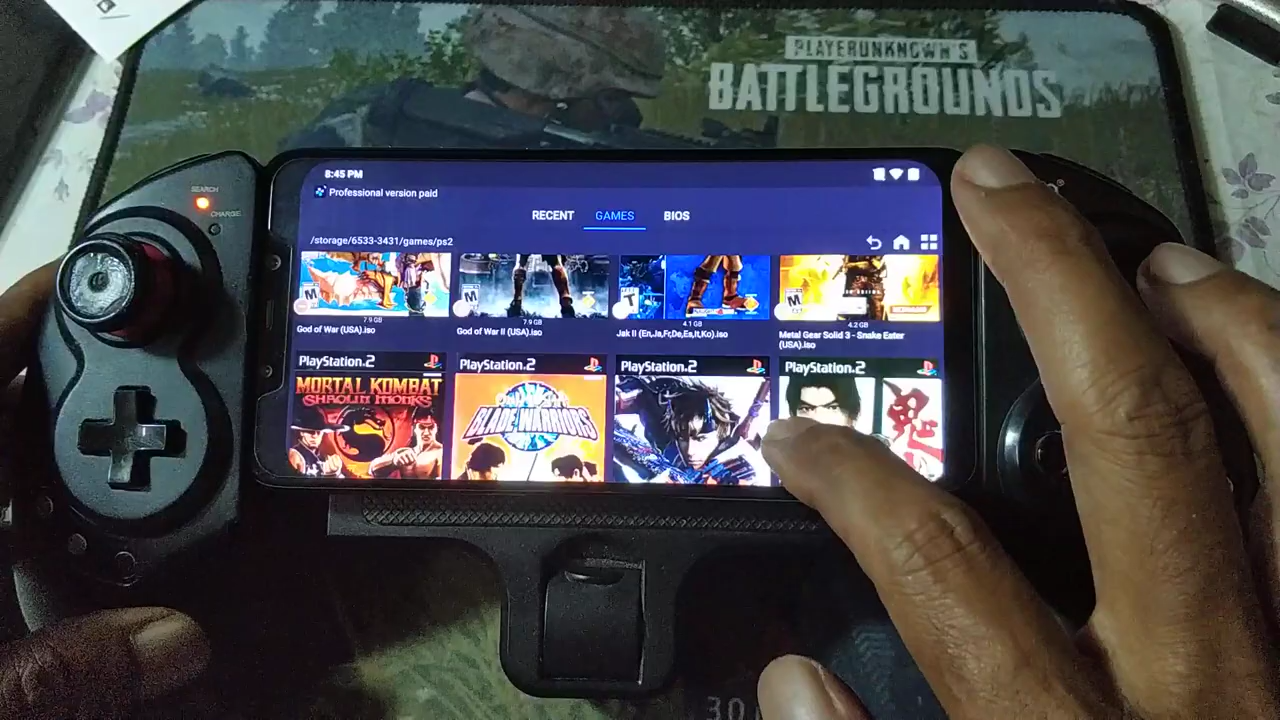 PLAYERUNKNOWN'S
BATTLEGROUNDS
8:45 PM
Professional version paid
SEARCH
CHARGE
RECENT GAMES BIOS
/storage/6533-3431/games/ps2
M
M
T
M
7.9 GB
7.9 GB
4.1 GB
4.2 GB
God of War (USA).iso
God of War II (USA).iso
Jak II (En,Ja,Fr,De,Es,It,Ko).iso
Metal Gear Solid 3 - Snake Eater
(USA).iso
PlayStation.2
PlayStation.2
PlayStation.2
PlayStation.2
MORTAL KOMBAT
SHAOLIN MONKS
BLADE WARRIORS
忍
30